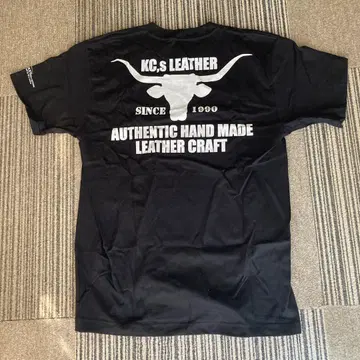 KC,s LEATHER
SINCE 1990
AUTHENTIC HAND MADE
LEATHER CRAFT